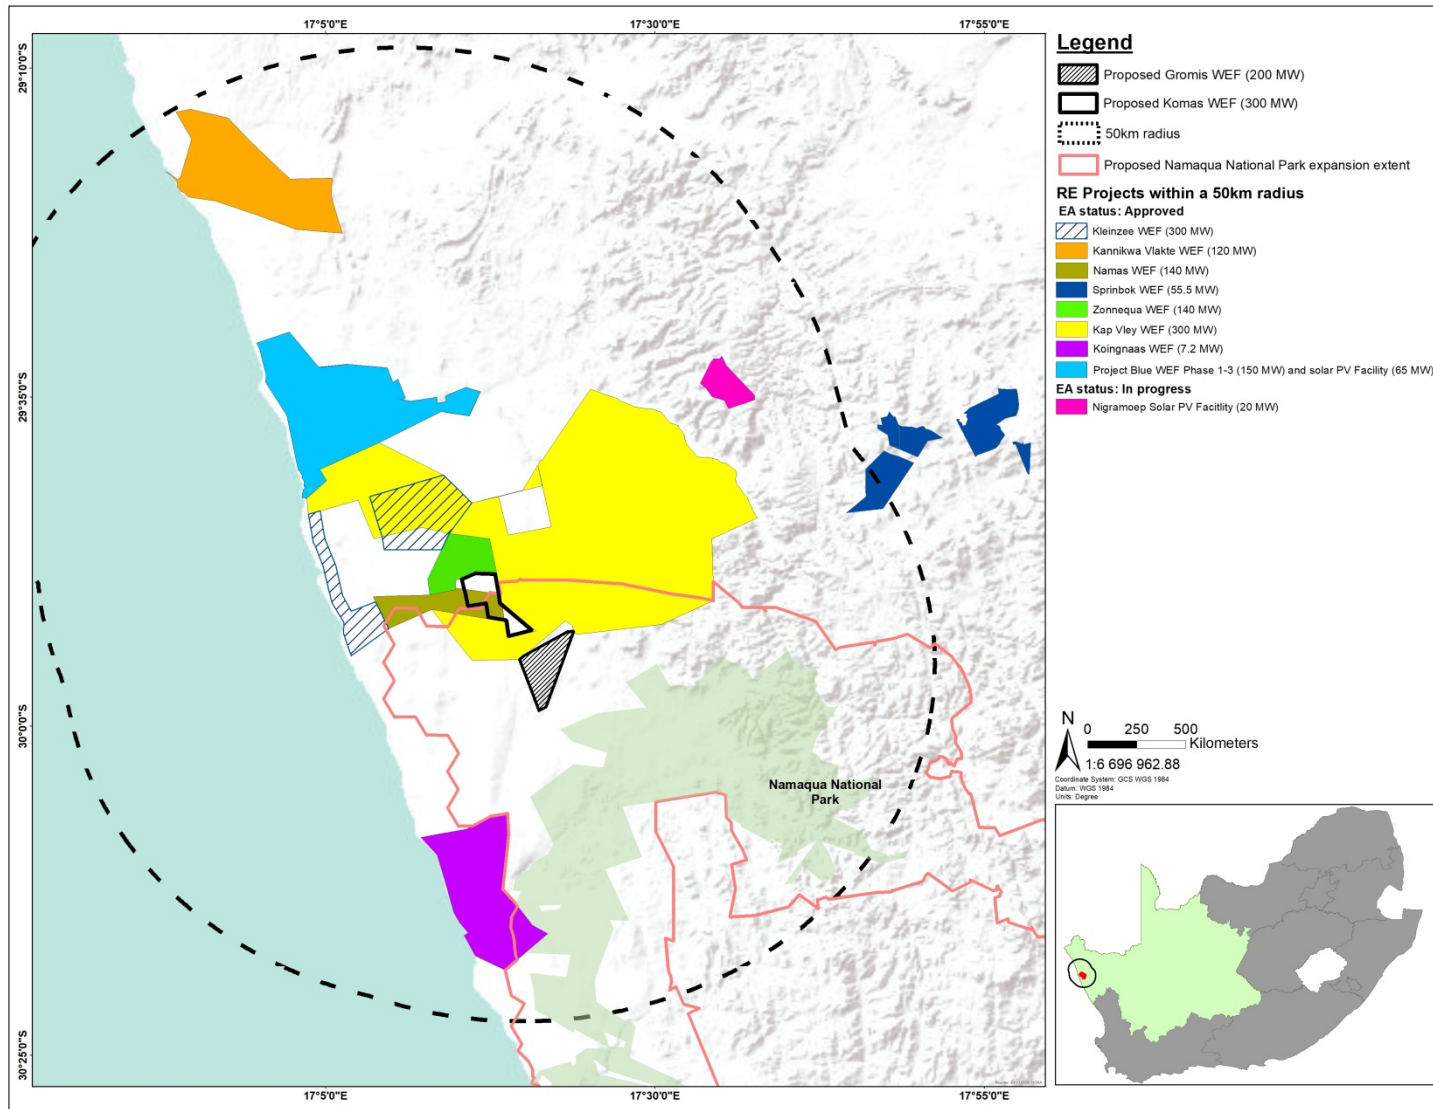 17°5'0"E
17°30'0"E
17°55'0"E
29°10'0"S
29°35'0"S
30°0'0"S
30°25'0"S
17°5'0"E
17°30'0"E
17°55'0"E
Namaqua National
Park
Legend
Proposed Gromis WEF (200 MW)
Proposed Komas WEF (300 MW)
50km radius
Proposed Namaqua National Park expansion extent
RE Projects within a 50km radius
EA status: Approved
Kleinzee WEF (300 MW)
Kannikwa Vlakte WEF (120 MW)
Namas WEF (140 MW)
Sprinbok WEF (55.5 MW)
Zonnequa WEF (140 MW)
Kap Vley WEF (300 MW)
Koingnaas WEF (7.2 MW)
Project Blue WEF Phase 1-3 (150 MW) and solar PV Facility (65 MW)
EA status: In progress
Nigramoep Solar PV Facitlity (20 MW)
N
0 250 500
Kilometers
1:6 696 962.88
Coordinate System: GCS WGS 1984
Datum: WGS 1984
Units: Degree